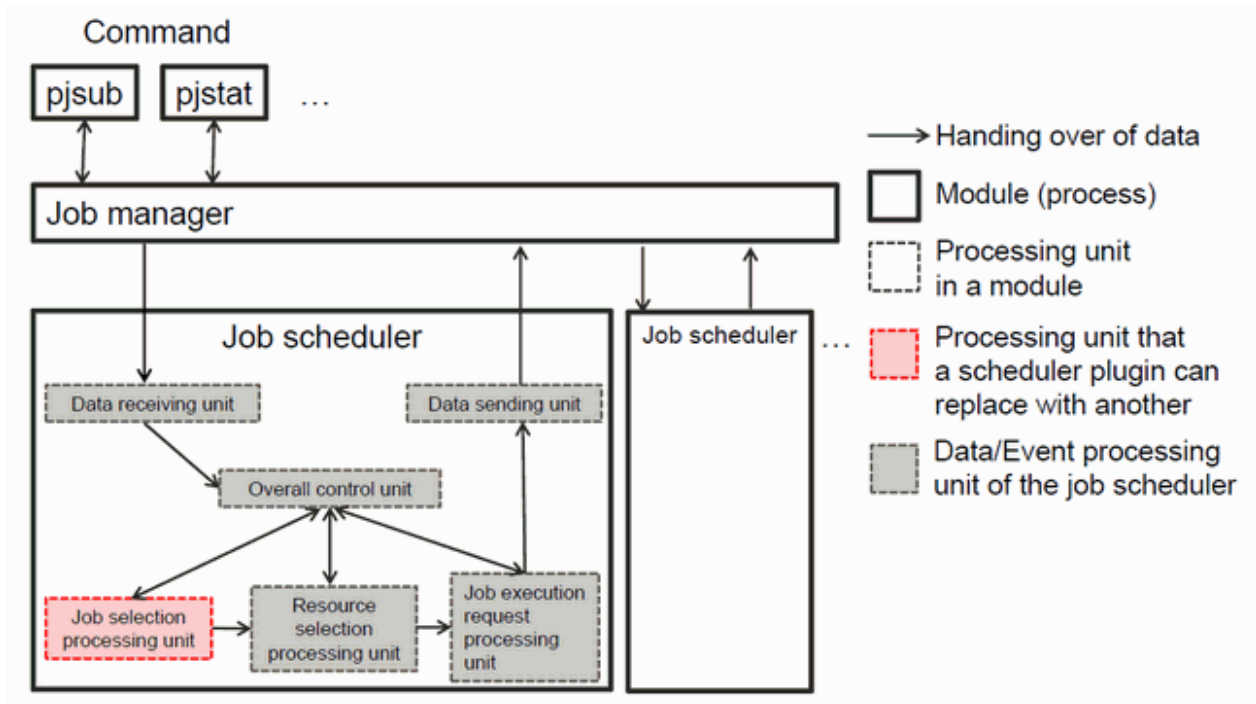 Command
pjsub
pjstat
...
Job manager
Job scheduler
Data receiving unit
Data sending unit
Overall control unit
Job selection
processing unit
Resource
selection
processing unit
Job execution
request
processing
unit
Job scheduler
...
Handing over of data
Module (process)
Processing unit
in a module
Processing unit that
a scheduler plugin can
replace with another
Data/Event processing
unit of the job scheduler